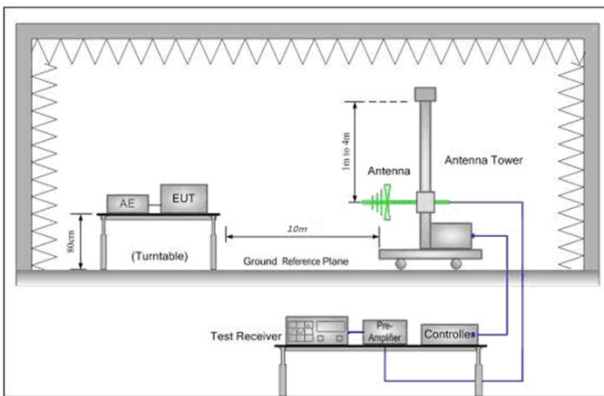 1m to 4m
Antenna
Antenna Tower
AE
EUT
80cm
(Turntable)
10m
Ground Reference Plane
Test Receiver
Pre-
Amplifier
Controller